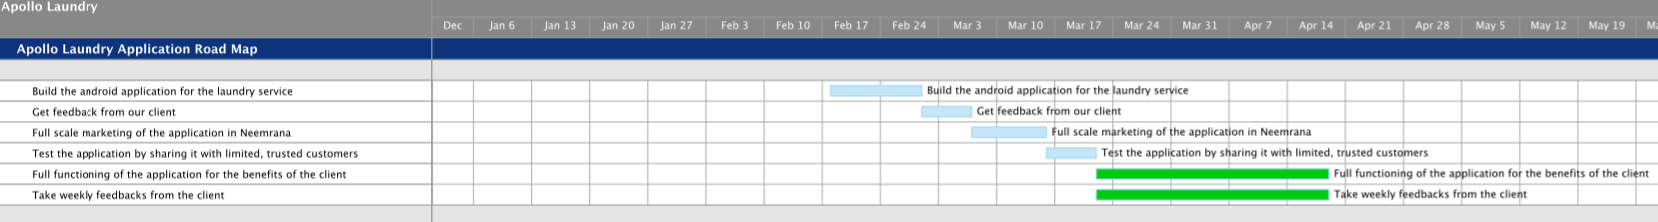 Apollo Laundry
Dec Jan 6 Jan 13 Jan 20 Jan 27 Feb 3 Feb 10 Feb 17 Feb 24 Mar 3 Mar 10 Mar 17 Mar 24 Mar 31 Apr 7 Apr 14 Apr 21 Apr 28 May 5 May 12 May 19
Apollo Laundry Application Road Map
Build the android application for the laundry service Build the android application for the laundry service
Get feedback from our client Get feedback from our client
Full scale marketing of the application in Neemrana Full scale marketing of the application in Neemrana
Test the application by sharing it with limited, trusted customers Test the application by sharing it with limited, trusted customers
Full functioning of the application for the benefits of the client Full functioning of the application for the benefits of the client
Take weekly feedbacks from the client Take weekly feedbacks from the client